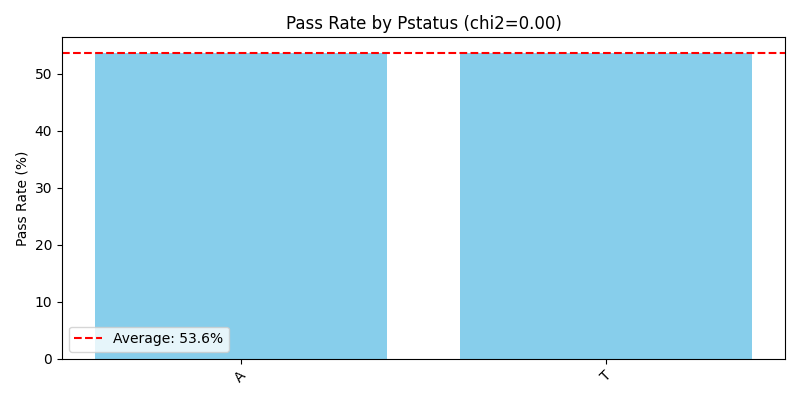 Pass Rate by Pstatus (chi2=0.00)
Pass Rate (%)
50
40
30
20
10
0
Average: 53.6%
A
T